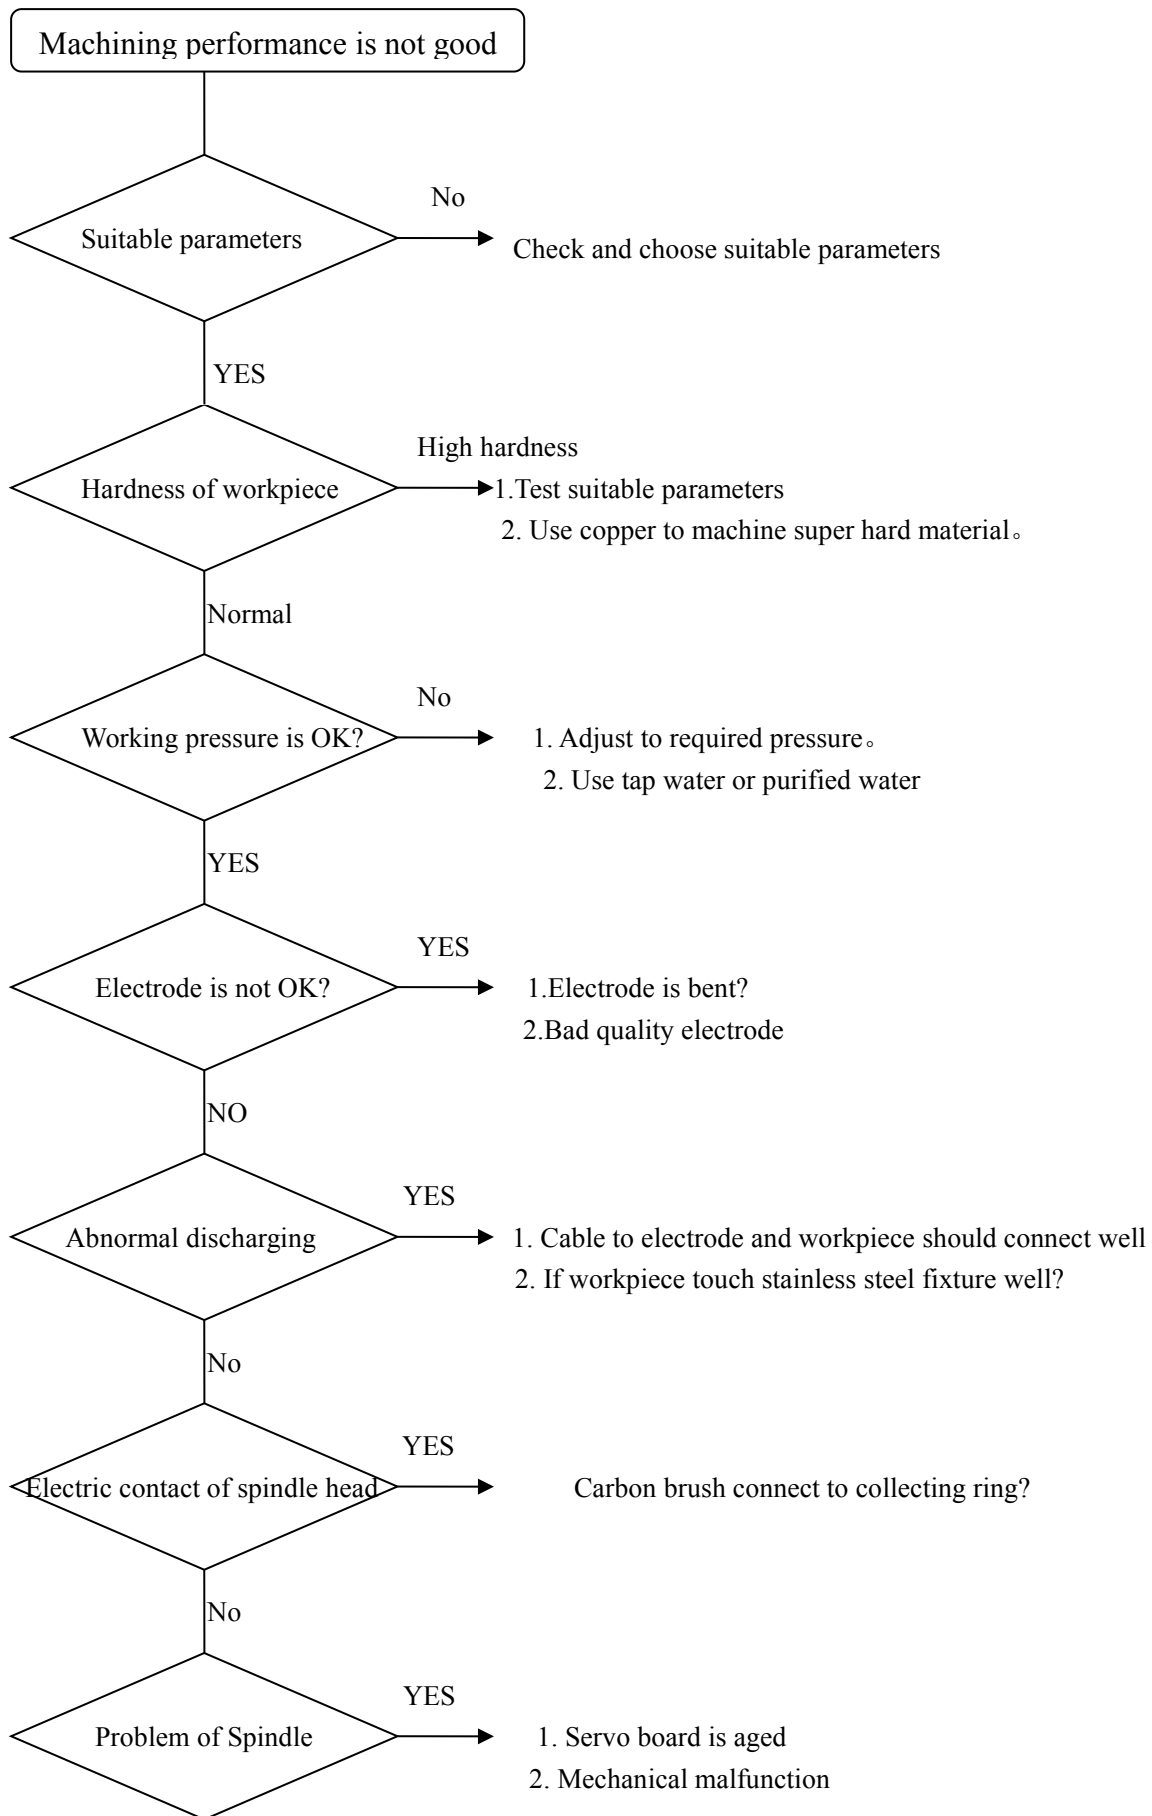 Machining performance is not good
No
Suitable parameters
Check and choose suitable parameters
YES
High hardness
Hardness of workpiece
1.Test suitable parameters
2. Use copper to machine super hard material。
Normal
No
Working pressure is OK?
1. Adjust to required pressure。
2. Use tap water or purified water
YES
YES
Electrode is not OK?
1.Electrode is bent?
2.Bad quality electrode
NO
YES
Abnormal discharging
1. Cable to electrode and workpiece should connect well
2. If workpiece touch stainless steel fixture well?
No
YES
Electric contact of spindle head
Carbon brush connect to collecting ring?
No
YES
Problem of Spindle
1. Servo board is aged
2. Mechanical malfunction